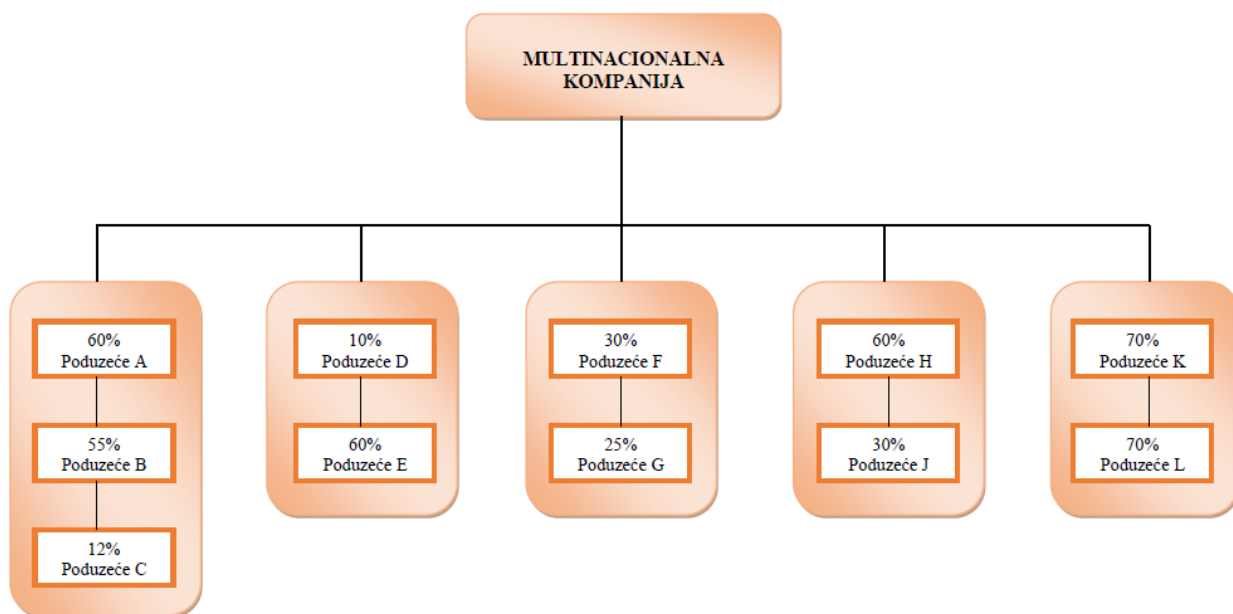 MULTINACIONALNA
KOMPANIJA
60%
Poduzeće A
55%
Poduzeće B
12%
Poduzeće C
10%
Poduzeće D
60%
Poduzeće E
30%
Poduzeće F
25%
Poduzeće G
60%
Poduzeće H
30%
Poduzeće J
70%
Poduzeće K
70%
Poduzeće L